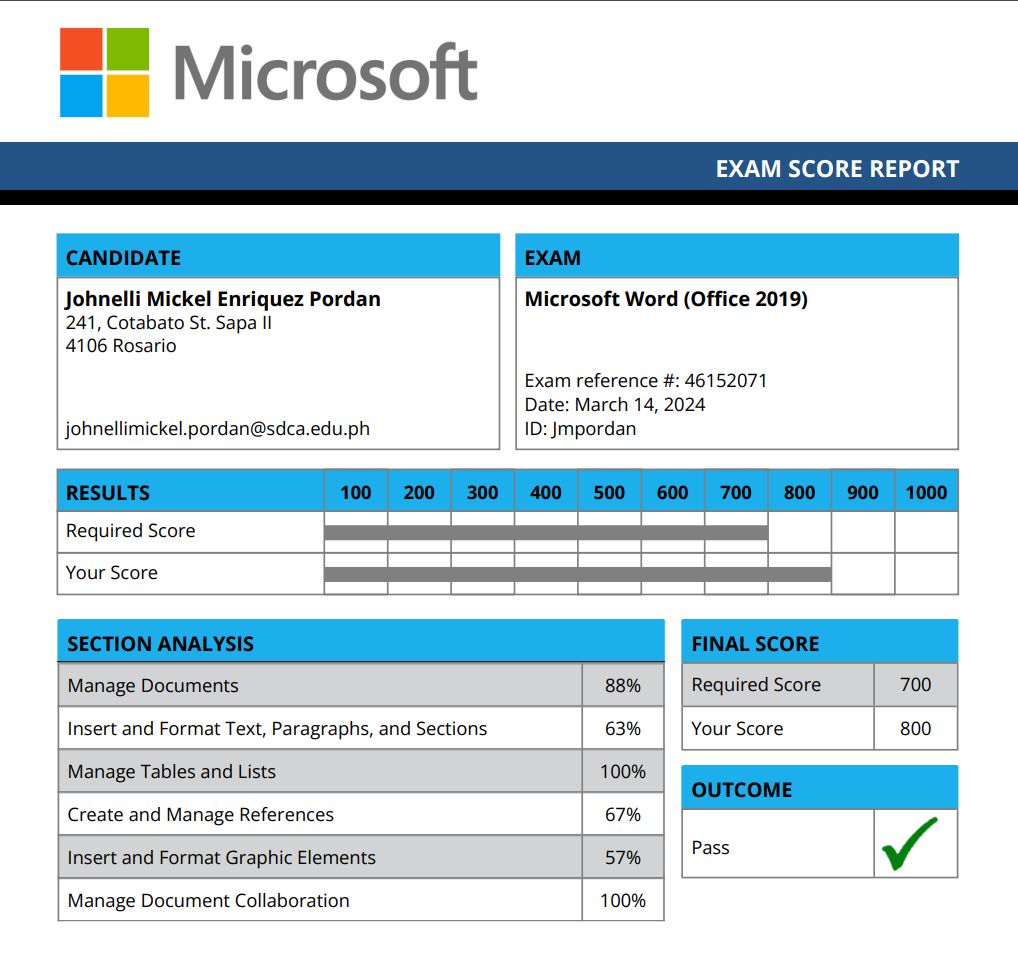 Microsoft
EXAM SCORE REPORT
CANDIDATE
Johnelli Mickel Enriquez Pordan
241, Cotabato St. Sapa II
4106 Rosario
johnellimickel.pordan@sdca.edu.ph
EXAM
Microsoft Word (Office 2019)
Exam reference #: 46152071
Date: March 14, 2024
ID: Jmpordan
RESULTS 100 200 300 400 500 600 700 800 900 1000
Required Score
Your Score
SECTION ANALYSIS
Manage Documents 88%
Insert and Format Text, Paragraphs, and Sections 63%
Manage Tables and Lists 100%
Create and Manage References 67%
Insert and Format Graphic Elements 57%
Manage Document Collaboration 100%
FINAL SCORE
Required Score 700
Your Score 800
OUTCOME
Pass